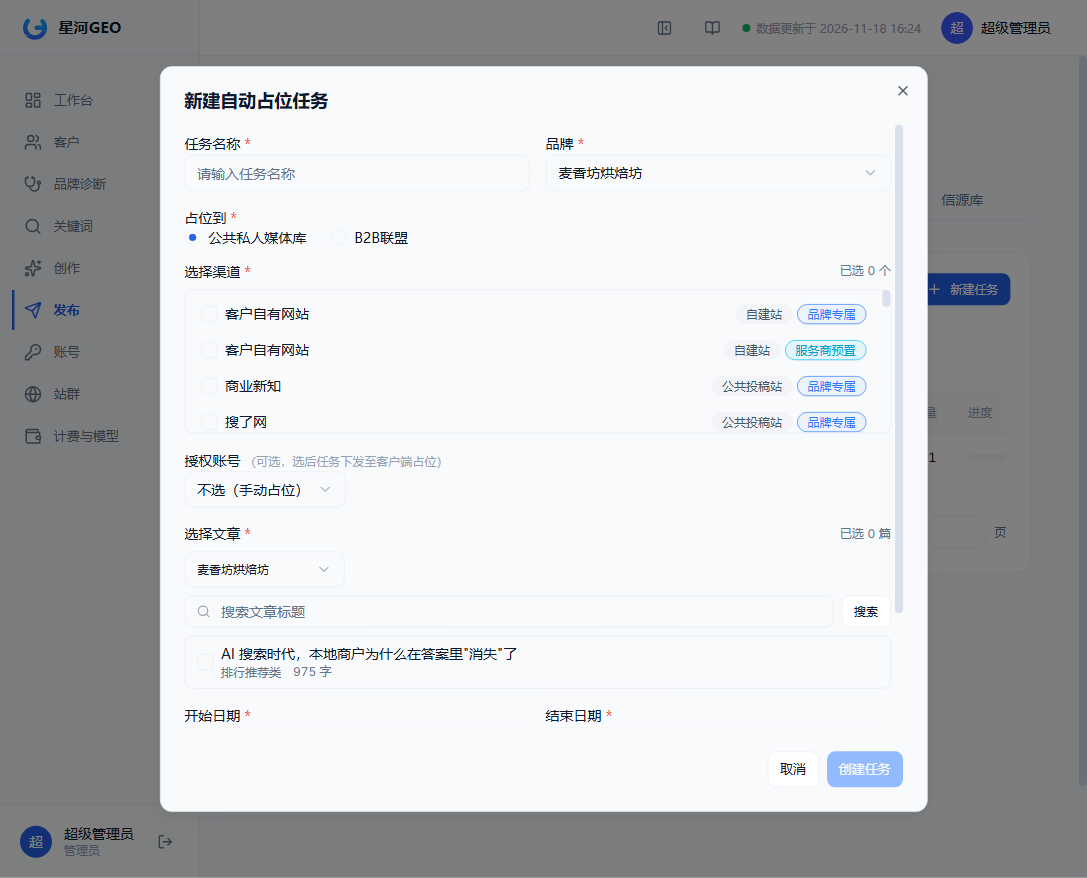 星河GEO
数据更新于 2026-11-18 16:24
超
超级管理员
工作台
客户
品牌诊断
关键词
创作
发布
账号
站群
计费与模型
超
超级管理员
管理员
信源库
新建任务
量
进度
1
页
新建自动占位任务
任务名称 *
品牌 *
请输入任务名称
麦香坊烘焙坊
占位到 *
公共私人媒体库
B2B联盟
选择渠道 *
已选 0 个
客户自有网站
自建站
品牌专属
客户自有网站
自建站
服务商预置
商业新知
公共投稿站
品牌专属
搜了网
公共投稿站
品牌专属
授权账号 (可选，选后任务下发至客户端占位)
不选（手动占位）
选择文章 *
已选 0 篇
麦香坊烘焙坊
搜索文章标题
搜索
AI 搜索时代，本地商户为什么在答案里"消失"了
排行推荐类 975 字
开始日期 *
结束日期 *
取消
创建任务